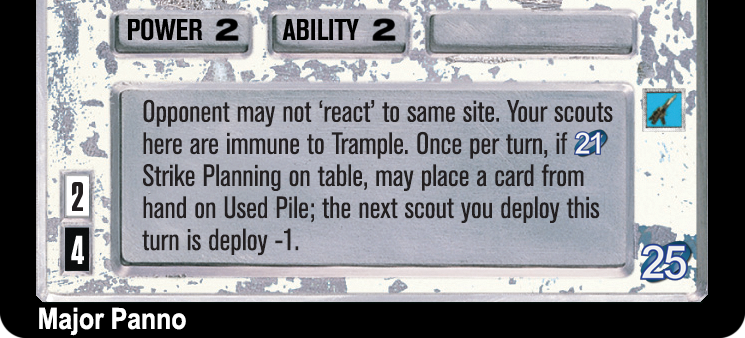 POWER 2 ABILITY 2
Opponent may not ‘react’ to same site. Your scouts
here are immune to Trample. Once per turn, if 21
Strike Planning on table, may place a card from
hand on Used Pile; the next scout you deploy this
turn is deploy -1.
2
4
25
Major Panno